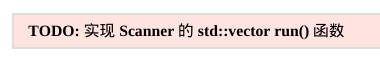 TODO: 实现 Scanner 的 std::vector run() 函数